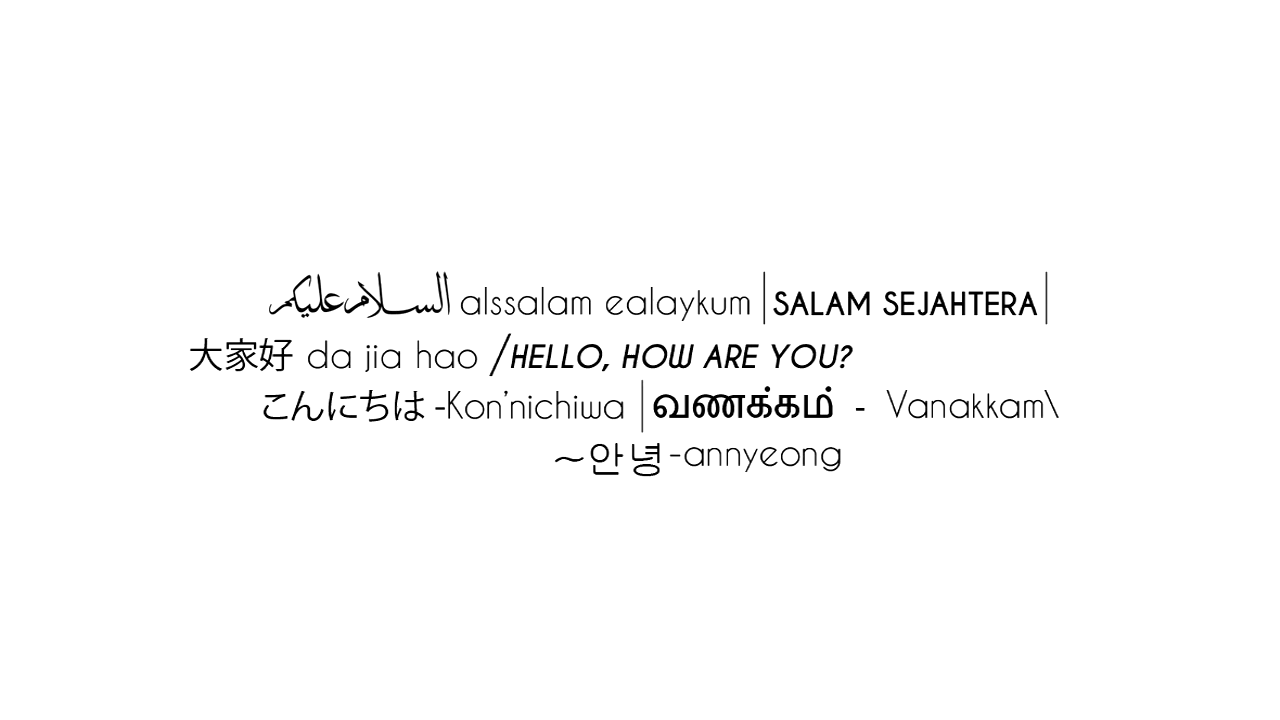 السلام عليكم alssalam ealaykum |SALAM SEJAHTERA|
大家好 da jia hao /HELLO, HOW ARE YOU?
こんにちは -Kon'nichiwa |வணக்கம் - Vanakkam\
~안녕-annyeong